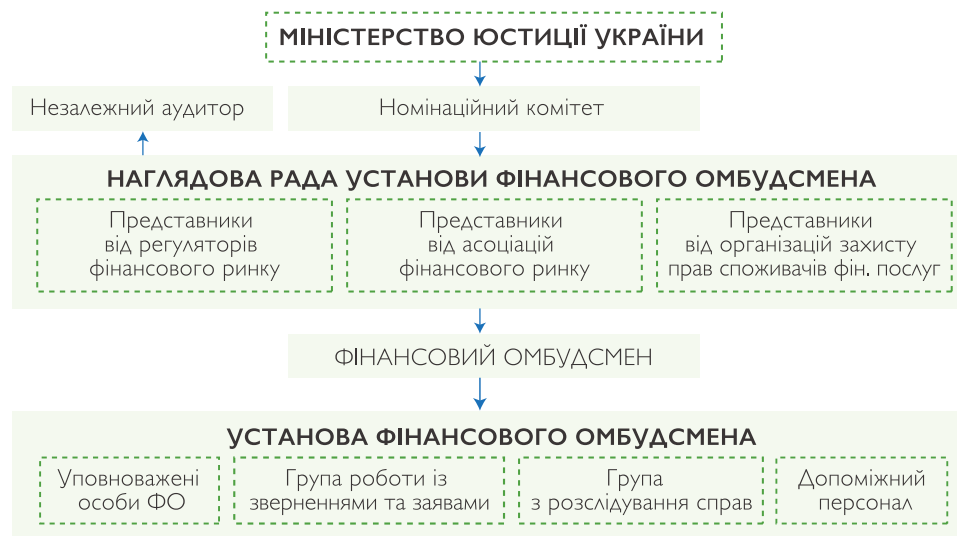 МІНІСТЕРСТВО ЮСТИЦІЇ УКРАЇНИ
Незалежний аудитор
Номінаційний комітет
НАГЛЯДОВА РАДА УСТАНОВИ ФІНАНСОВОГО ОМБУДСМЕНА
Представники
від регуляторів
фінансового ринку
Представники
від асоціацій
фінансового ринку
Представники
від організацій захисту
прав споживачів фін. послуг
ФІНАНСОВИЙ ОМБУДСМЕН
УСТАНОВА ФІНАНСОВОГО ОМБУДСМЕНА
Уповноважені
особи ФО
Група роботи із
зверненнями та заявами
Група
з розслідування справ
Допоміжний
персонал